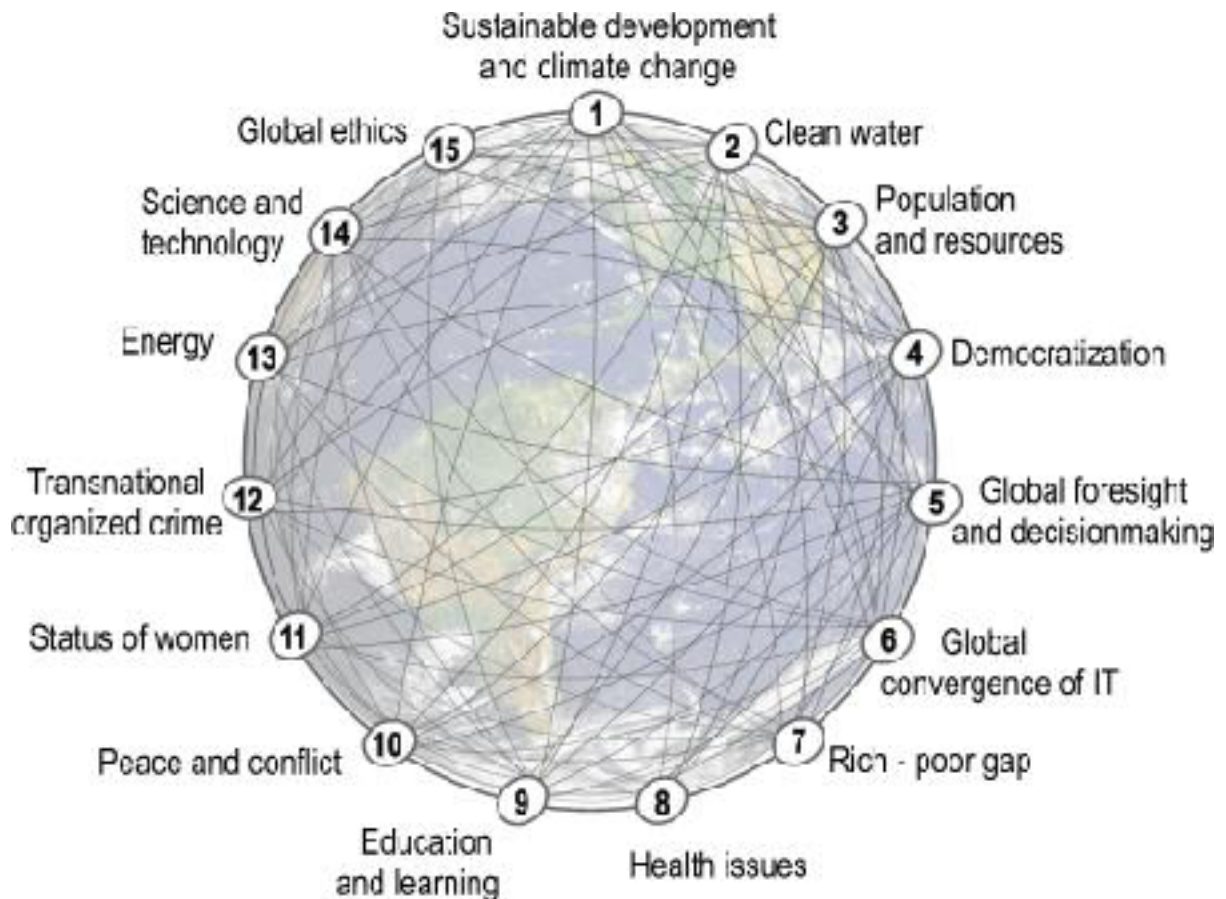 Sustainable development
and climate change
1
2
Clean water
3
Population
and resources
4
Democratization
5
Global foresight
and decisionmaking
6
Global
convergence of IT
7
Rich - poor gap
8
Health issues
9
Education
and learning
10
Peace and conflict
11
Status of women
12
Transnational
organized crime
13
Energy
14
Science and
technology
15
Global ethics